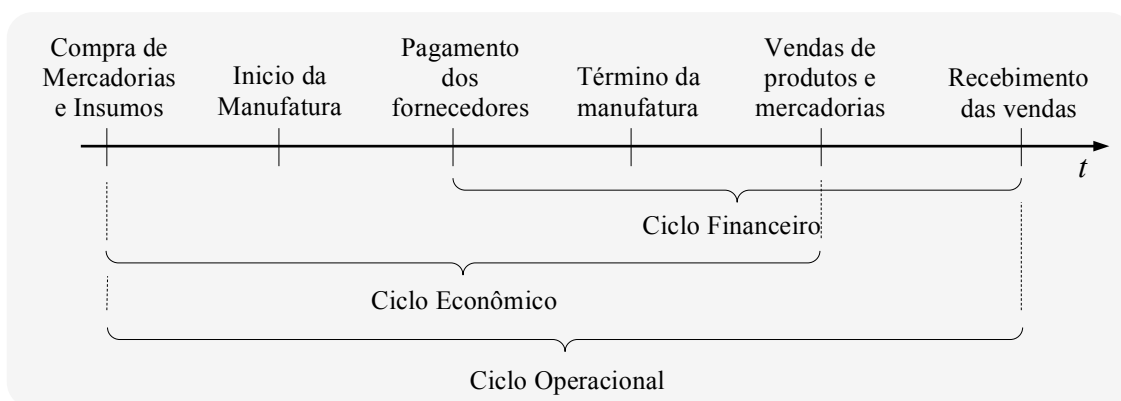 Compra de
Mercadorias
e Insumos
Inicio da
Manufatura
Pagamento
dos
fornecedores
Término da
manufatura
Vendas de
produtos e
mercadorias
Recebimento
das vendas
t
Ciclo Financeiro
Ciclo Econômico
Ciclo Operacional